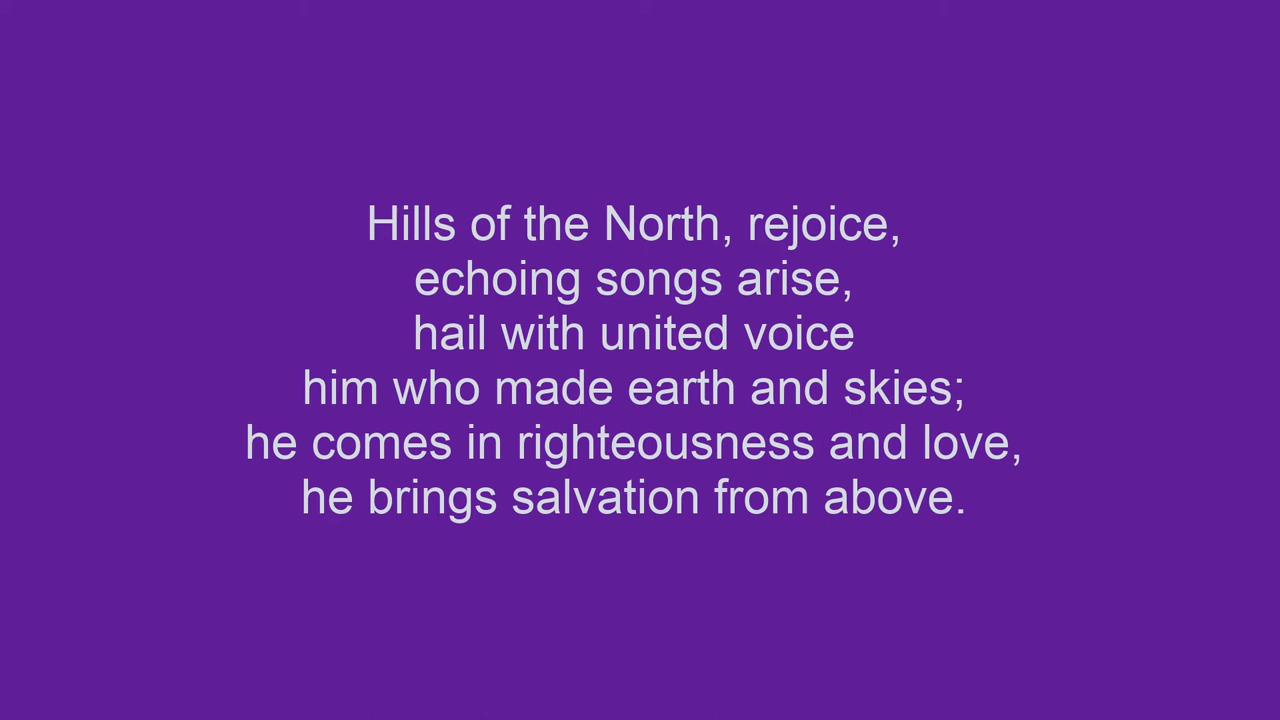 Hills of the North, rejoice,
echoing songs arise,
hail with united voice
him who made earth and skies;
he comes in righteousness and love,
he brings salvation from above.